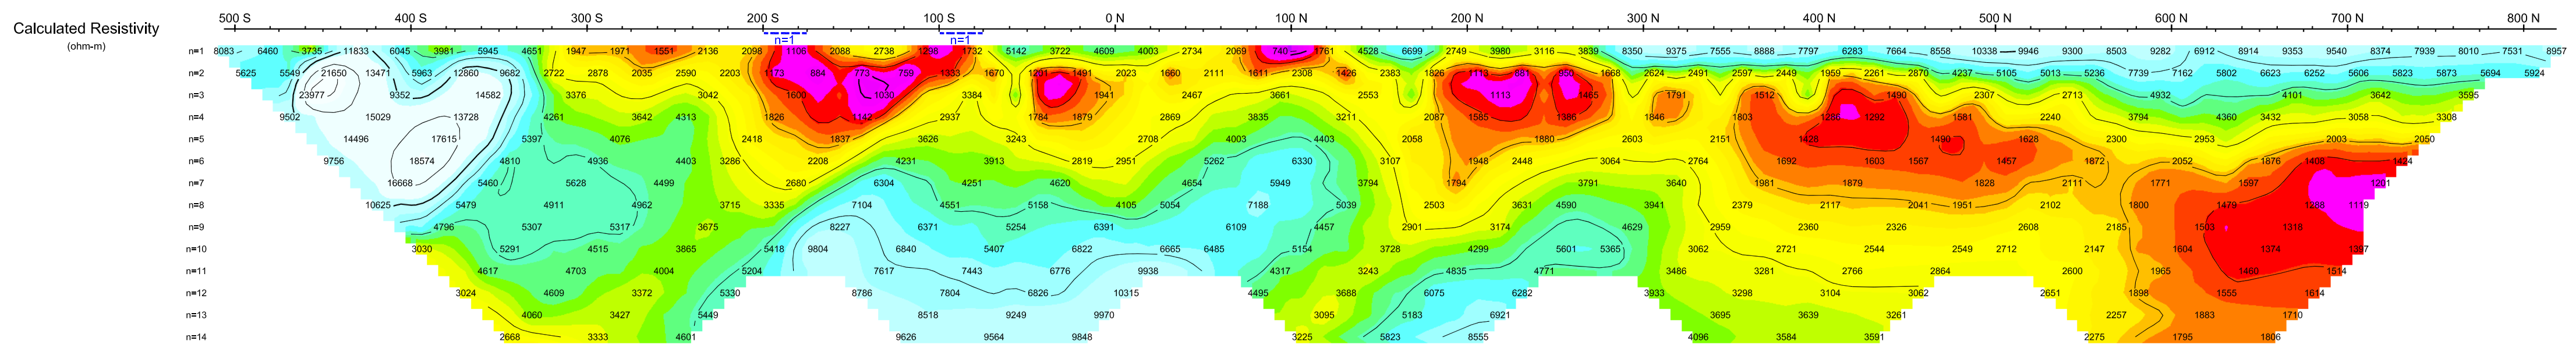 500 S 400 S 300 S 200 S 100 S 0 N 100 N 200 N 300 N 400 N 500 N 600 N 700 N 800 N
Calculated Resistivity
(ohm-m)
n=1 n=1
n=1 8083 6460 3735 11833 6045 3981 5945 4651 1947 1971 1551 2136 2098 1106 2088 2738 1298 1732 5142 3722 4609 4003 2734 2069 740 1761 4528 6699 2749 3980 3116 3839 8350 9375 7555 8888 7797 6283 7664 8558 10338 9946 9300 8503 9282 6912 8914 9353 9540 8374 7939 8010 7531 8957
n=2 5625 5549 21650 13471 5963 12860 9682 2722 2878 2035 2590 2203 1173 884 773 759 1333 1670 1201 1491 2023 1660 2111 1611 2308 1426 2383 1826 1113 881 950 1668 2624 2491 2597 2449 1959 2261 2870 4237 5105 5013 5236 7739 7162 5802 6623 6252 5606 5823 5873 5694 5924
n=3 23977 9352 14582 3376 3042 1600 1030 3384 1941 2467 3661 2553 1113 1465 1791 1512 1490 2307 2713 4932 4101 3642 3595
n=4 9502 15029 13728 4261 3642 4313 1826 1142 2937 1784 1879 2869 3835 3211 2087 1585 1386 1846 1803 1286 1292 1581 2240 3794 4360 3432 3058 3308
n=5 14496 17615 5397 4076 2418 1837 3626 3243 2708 4003 4403 2058 1880 2603 2151 1428 1490 1628 2300 2953 2003 2050
n=6 9756 18574 4810 4936 4403 3286 2208 4231 3913 2819 2951 5262 6330 3107 1948 2448 3064 2764 1692 1603 1567 1457 1872 2052 1876 1408 1424
n=7 16668 5460 5628 4499 2680 6304 4251 4620 4654 5949 3794 1794 3791 3640 1981 1879 1828 2111 1771 1597 1201
n=8 10625 5479 4911 4962 3715 3335 7104 4551 5158 4105 5054 7188 5039 2503 3631 4590 3941 2379 2117 2041 1951 2102 1800 1479 1288 1119
n=9 4796 5307 5317 3675 8227 6371 5254 6391 6109 4457 2901 3174 4629 2959 2360 2326 2608 2185 1503 1318
n=10 3030 5291 4515 3865 5418 9804 6840 5407 6822 6665 6485 5154 3728 4299 5601 5365 3062 2721 2544 2549 2712 2147 1604 1374 1397
n=11 4617 4703 4004 5204 7617 7443 6776 9938 4317 3243 4835 4771 3486 3281 2766 2864 2600 1965 1460 1514
n=12 3024 4609 3372 5330 8786 7804 6826 10315 4495 3688 6075 6282 3933 3298 3104 3062 2651 1898 1555 1614
n=13 4060 3427 5449 8518 9249 9970 3095 5183 6921 3695 3639 3261 2257 1883 1710
n=14 2668 3333 4601 9626 9564 9848 3225 5823 8555 4096 3584 3591 2275 1795 1806